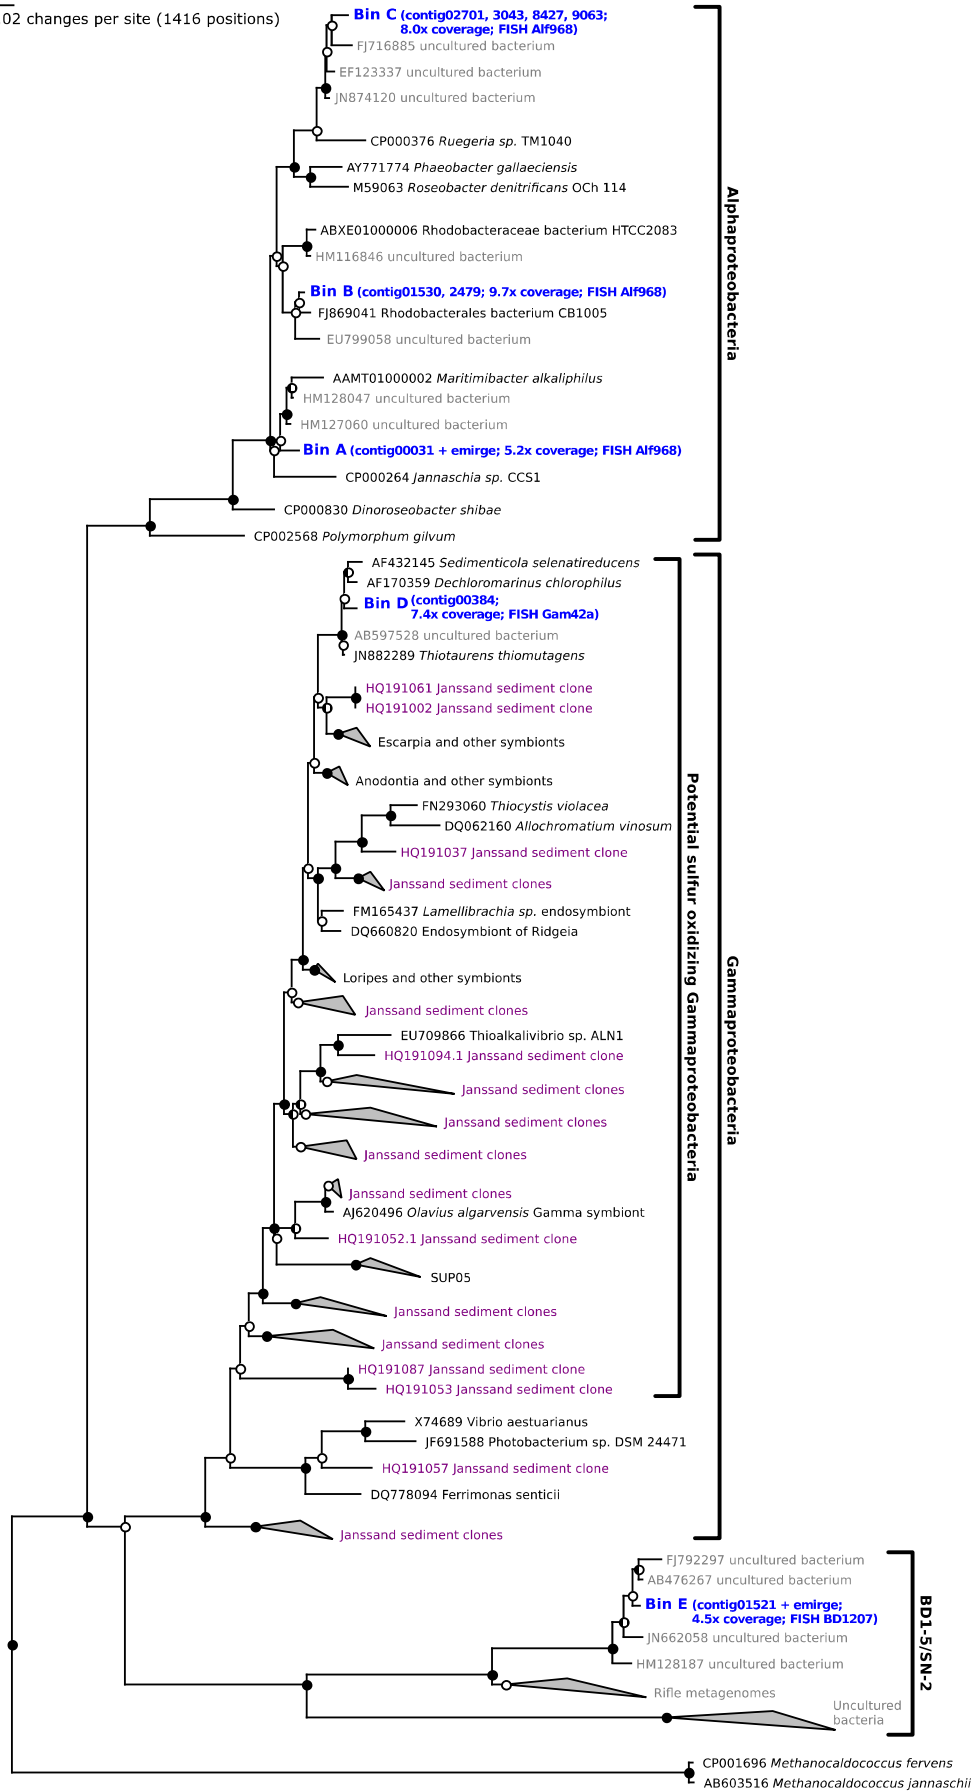 02 changes per site (1416 positions)
Bin C (contig02701, 3043, 8427, 9063;
8.0x coverage; FISH Alf968)
FJ716885 uncultured bacterium
EF123337 uncultured bacterium
JN874120 uncultured bacterium
CP000376 Ruegeria sp. TM1040
AY771774 Phaeobacter gallaeciensis
M59063 Roseobacter denitrificans OCh 114
ABXE01000006 Rhodobacteraceae bacterium HTCC2083
HM116846 uncultured bacterium
Bin B (contig01530, 2479; 9.7x coverage; FISH Alf968)
FJ869041 Rhodobacterales bacterium CB1005
EU799058 uncultured bacterium
AAMT01000002 Maritimibacter alkaliphilus
HM128047 uncultured bacterium
HM127060 uncultured bacterium
Bin A (contig00031 + emirge; 5.2x coverage; FISH Alf968)
CP000264 Jannaschia sp. CCS1
CP000830 Dinoroseobacter shibae
CP002568 Polymorphum gilvum
Alphaproteobacteria
AF432145 Sedimenticola selenatireducens
AF170359 Dechloromarinus chlorophilus
Bin D (contig00384;
7.4x coverage; FISH Gam42a)
AB597528 uncultured bacterium
JN882289 Thiotaurens thiomutagens
HQ191061 Janssand sediment clone
HQ191002 Janssand sediment clone
Escarpia and other symbionts
Anodontia and other symbionts
FN293060 Thiocystis violacea
DQ062160 Allochromatium vinosum
HQ191037 Janssand sediment clone
Janssand sediment clones
FM165437 Lamellibrachia sp. endosymbiont
DQ660820 Endosymbiont of Ridgeia
Loripes and other symbionts
Janssand sediment clones
EU709866 Thioalkalivibrio sp. ALN1
HQ191094.1 Janssand sediment clone
Janssand sediment clones
Janssand sediment clones
Janssand sediment clones
Janssand sediment clones
AJ620496 Olavius algarvensis Gamma symbiont
HQ191052.1 Janssand sediment clone
SUP05
Janssand sediment clones
Janssand sediment clones
HQ191087 Janssand sediment clone
HQ191053 Janssand sediment clone
Potential sulfur oxidizing Gammaproteobacteria
X74689 Vibrio aestuarianus
JF691588 Photobacterium sp. DSM 24471
HQ191057 Janssand sediment clone
DQ778094 Ferrimonas senticii
Janssand sediment clones
Gammaproteobacteria
FJ792297 uncultured bacterium
AB476267 uncultured bacterium
Bin E (contig01521 + emirge;
4.5x coverage; FISH BD1207)
JN662058 uncultured bacterium
HM128187 uncultured bacterium
Rifle metagenomes
Uncultured
bacteria
BD1-5/SN-2
CP001696 Methanocaldococcus fervens
AB603516 Methanocaldococcus jannaschii